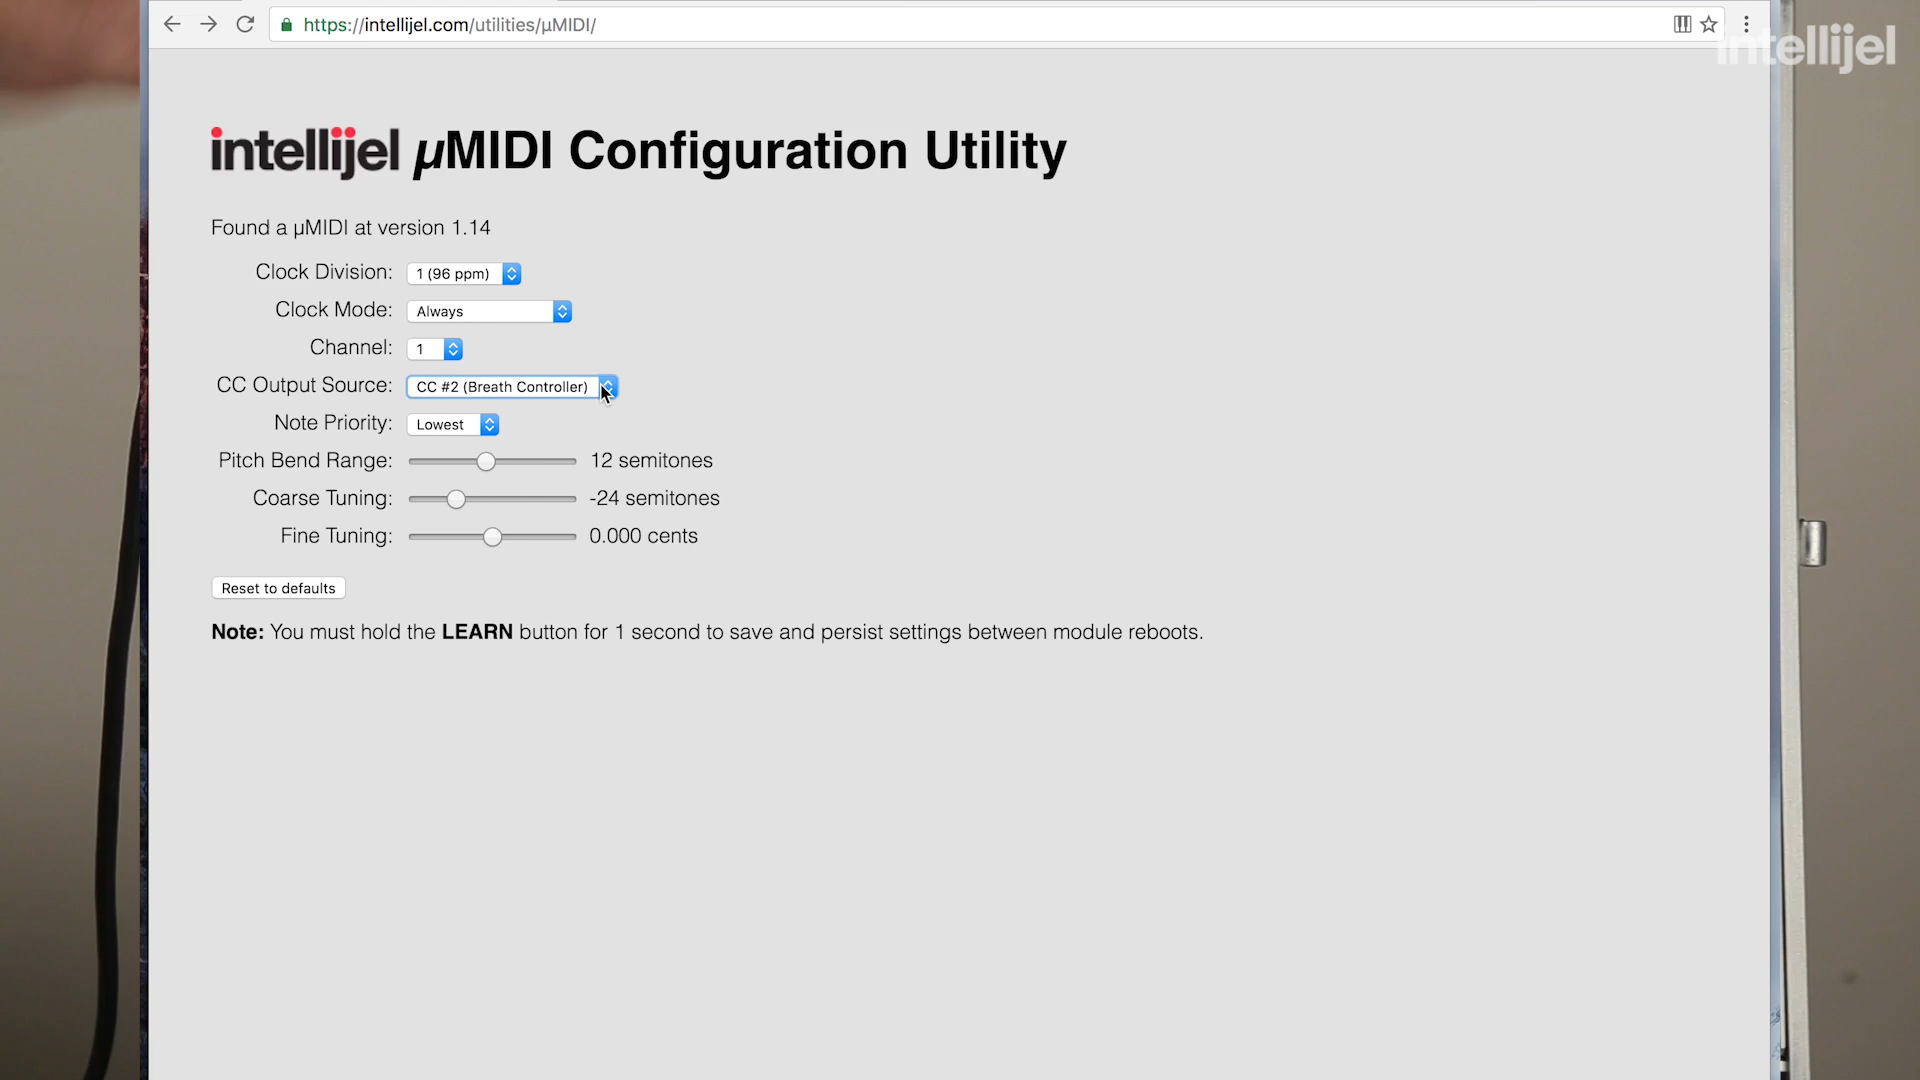 https://intellijel.com/utilities/µMIDI/
intellijel
intellijel µMIDI Configuration Utility
Found a µMIDI at version 1.14
Clock Division: 1 (96 ppm)
Clock Mode: Always
Channel: 1
CC Output Source: CC #2 (Breath Controller)
Note Priority: Lowest
Pitch Bend Range: 12 semitones
Coarse Tuning: -24 semitones
Fine Tuning: 0.000 cents
Reset to defaults
Note: You must hold the LEARN button for 1 second to save and persist settings between module reboots.